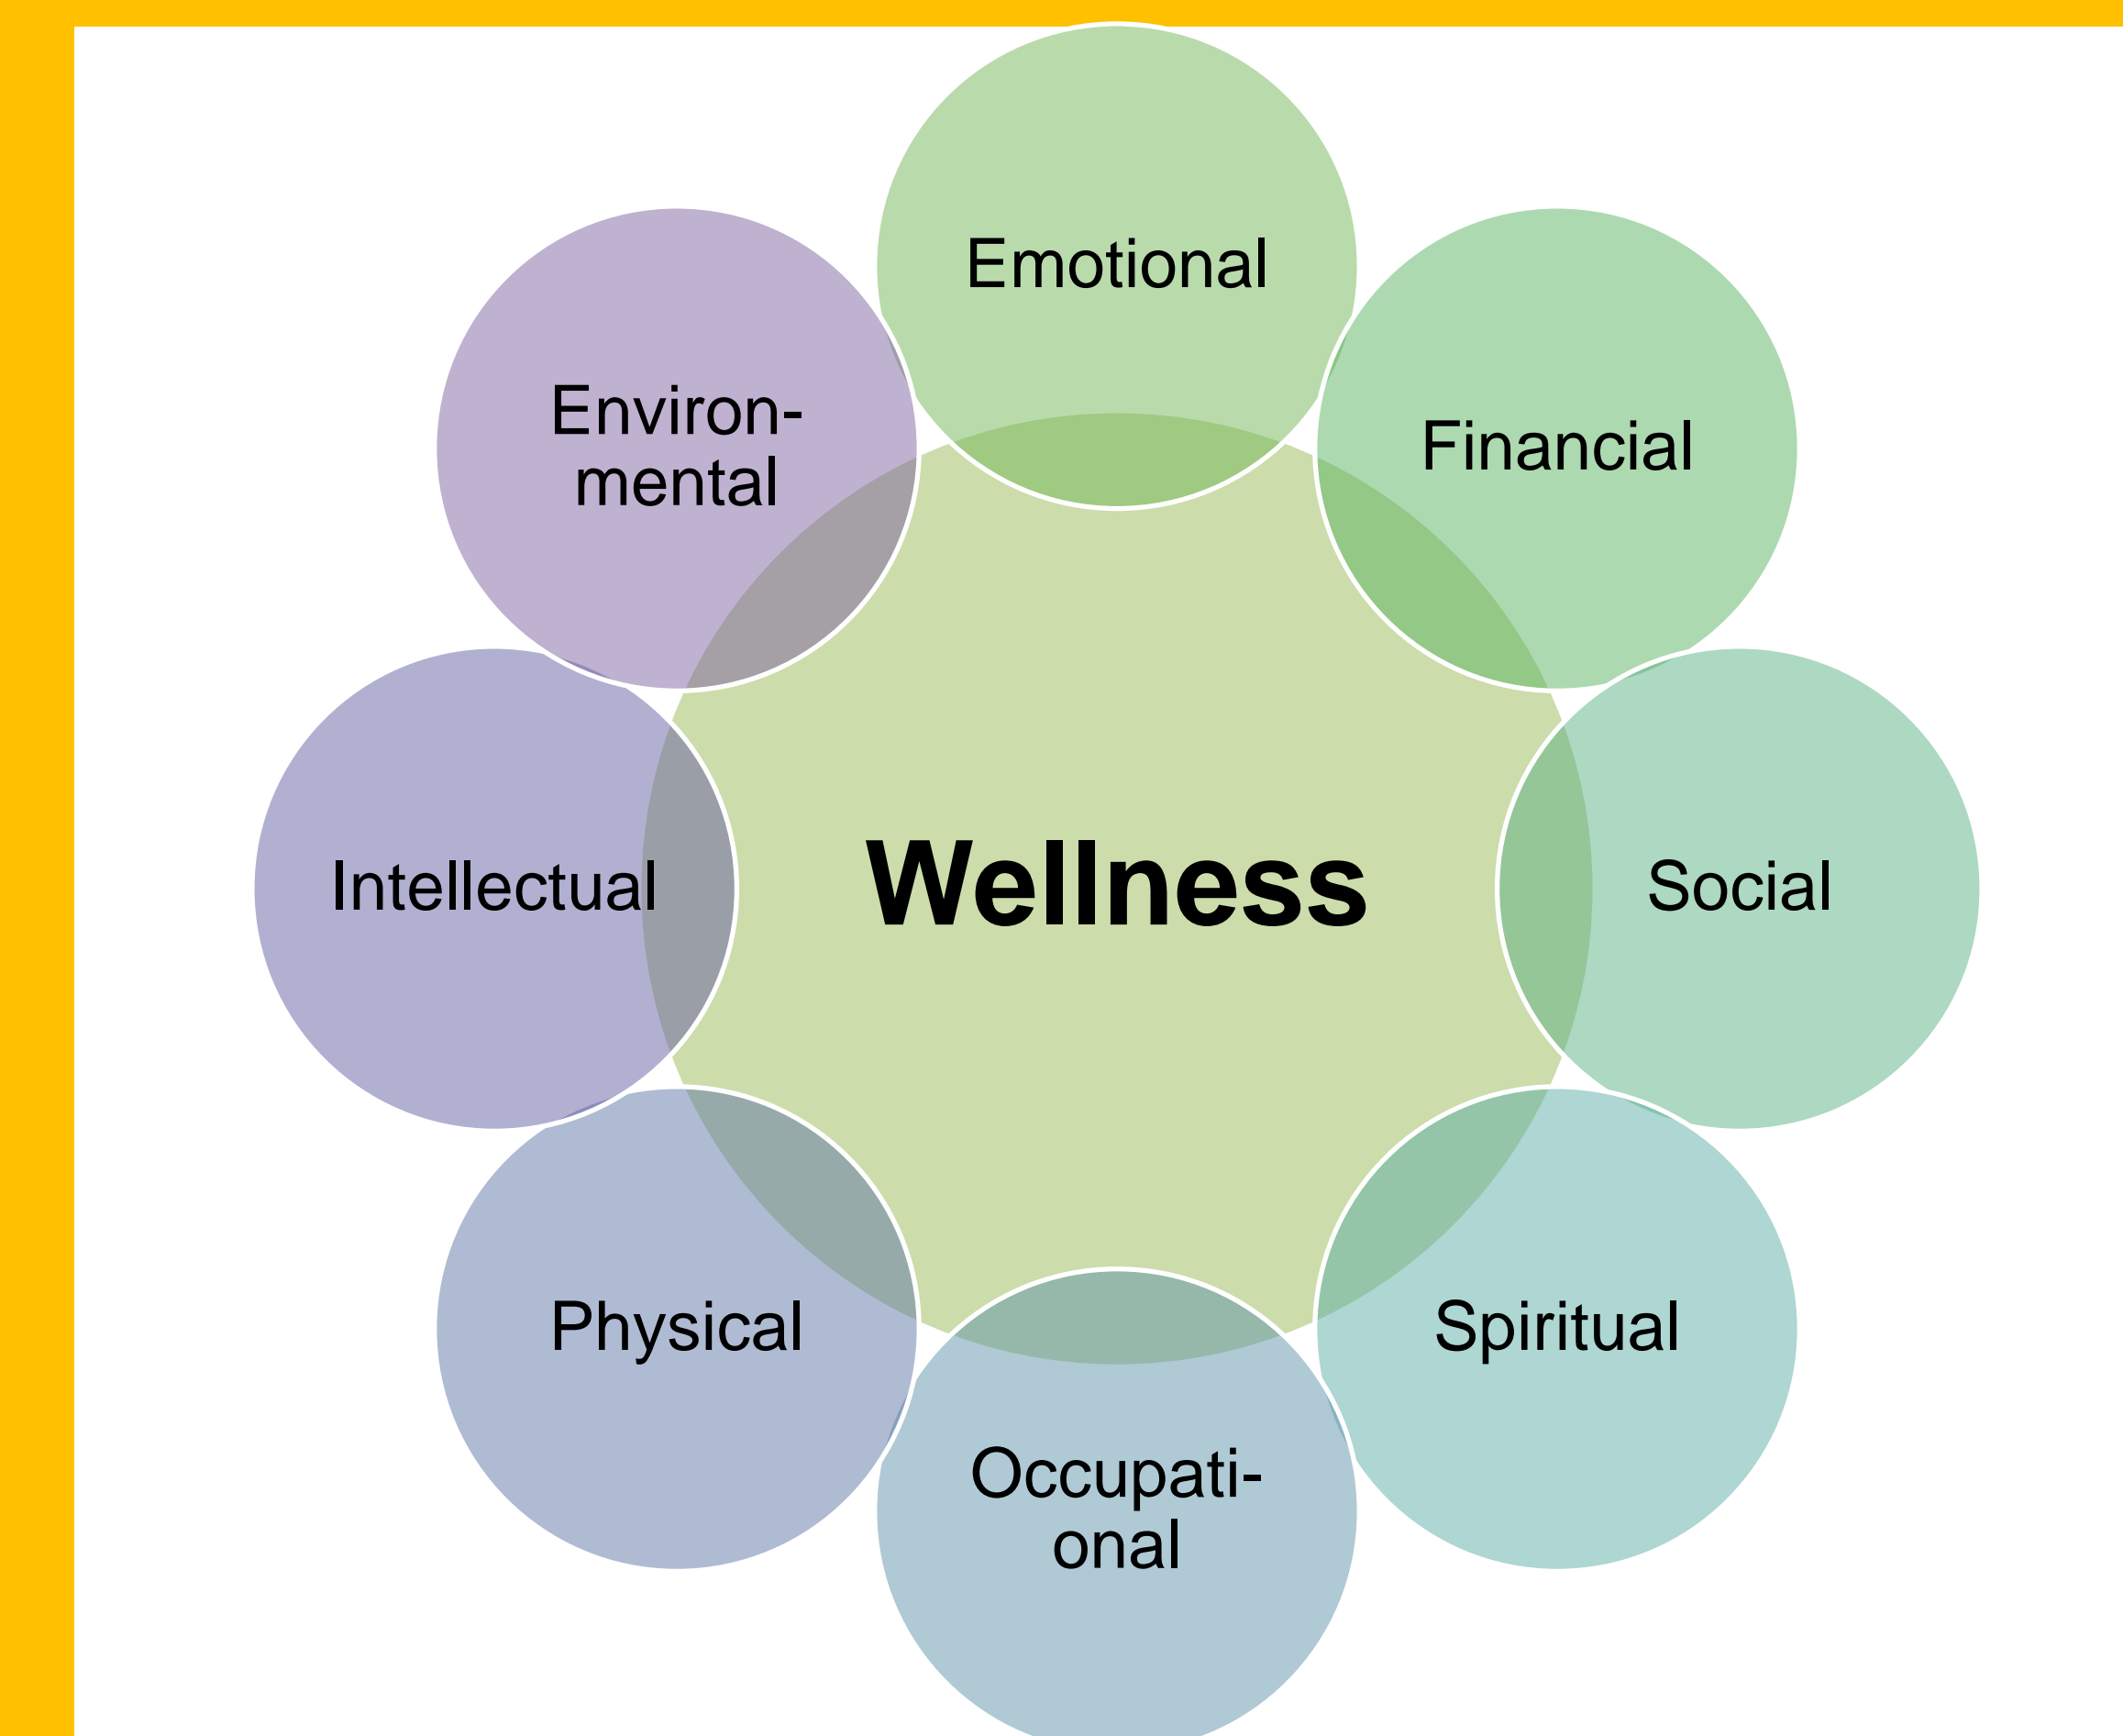 Emotional
Financial
Social
Spiritual
Occupati-
onal
Physical
Intellectual
Environ-
mental
Wellness